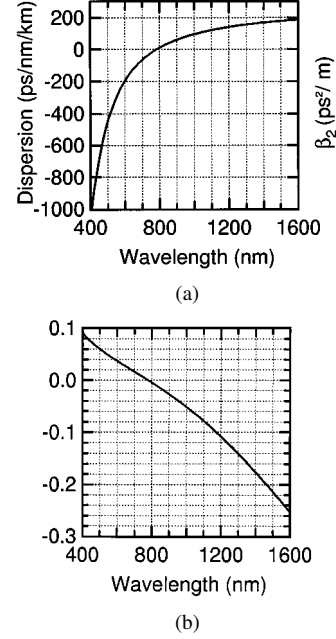 Dispersion (ps/nm/km)
200
0
-200
-400
-600
-800
-1000
400 800 1200 1600
Wavelength (nm)
β₂ (ps²/ m)
(a)
0.1
0.0
-0.1
-0.2
-0.3
400 800 1200 1600
Wavelength (nm)
(b)